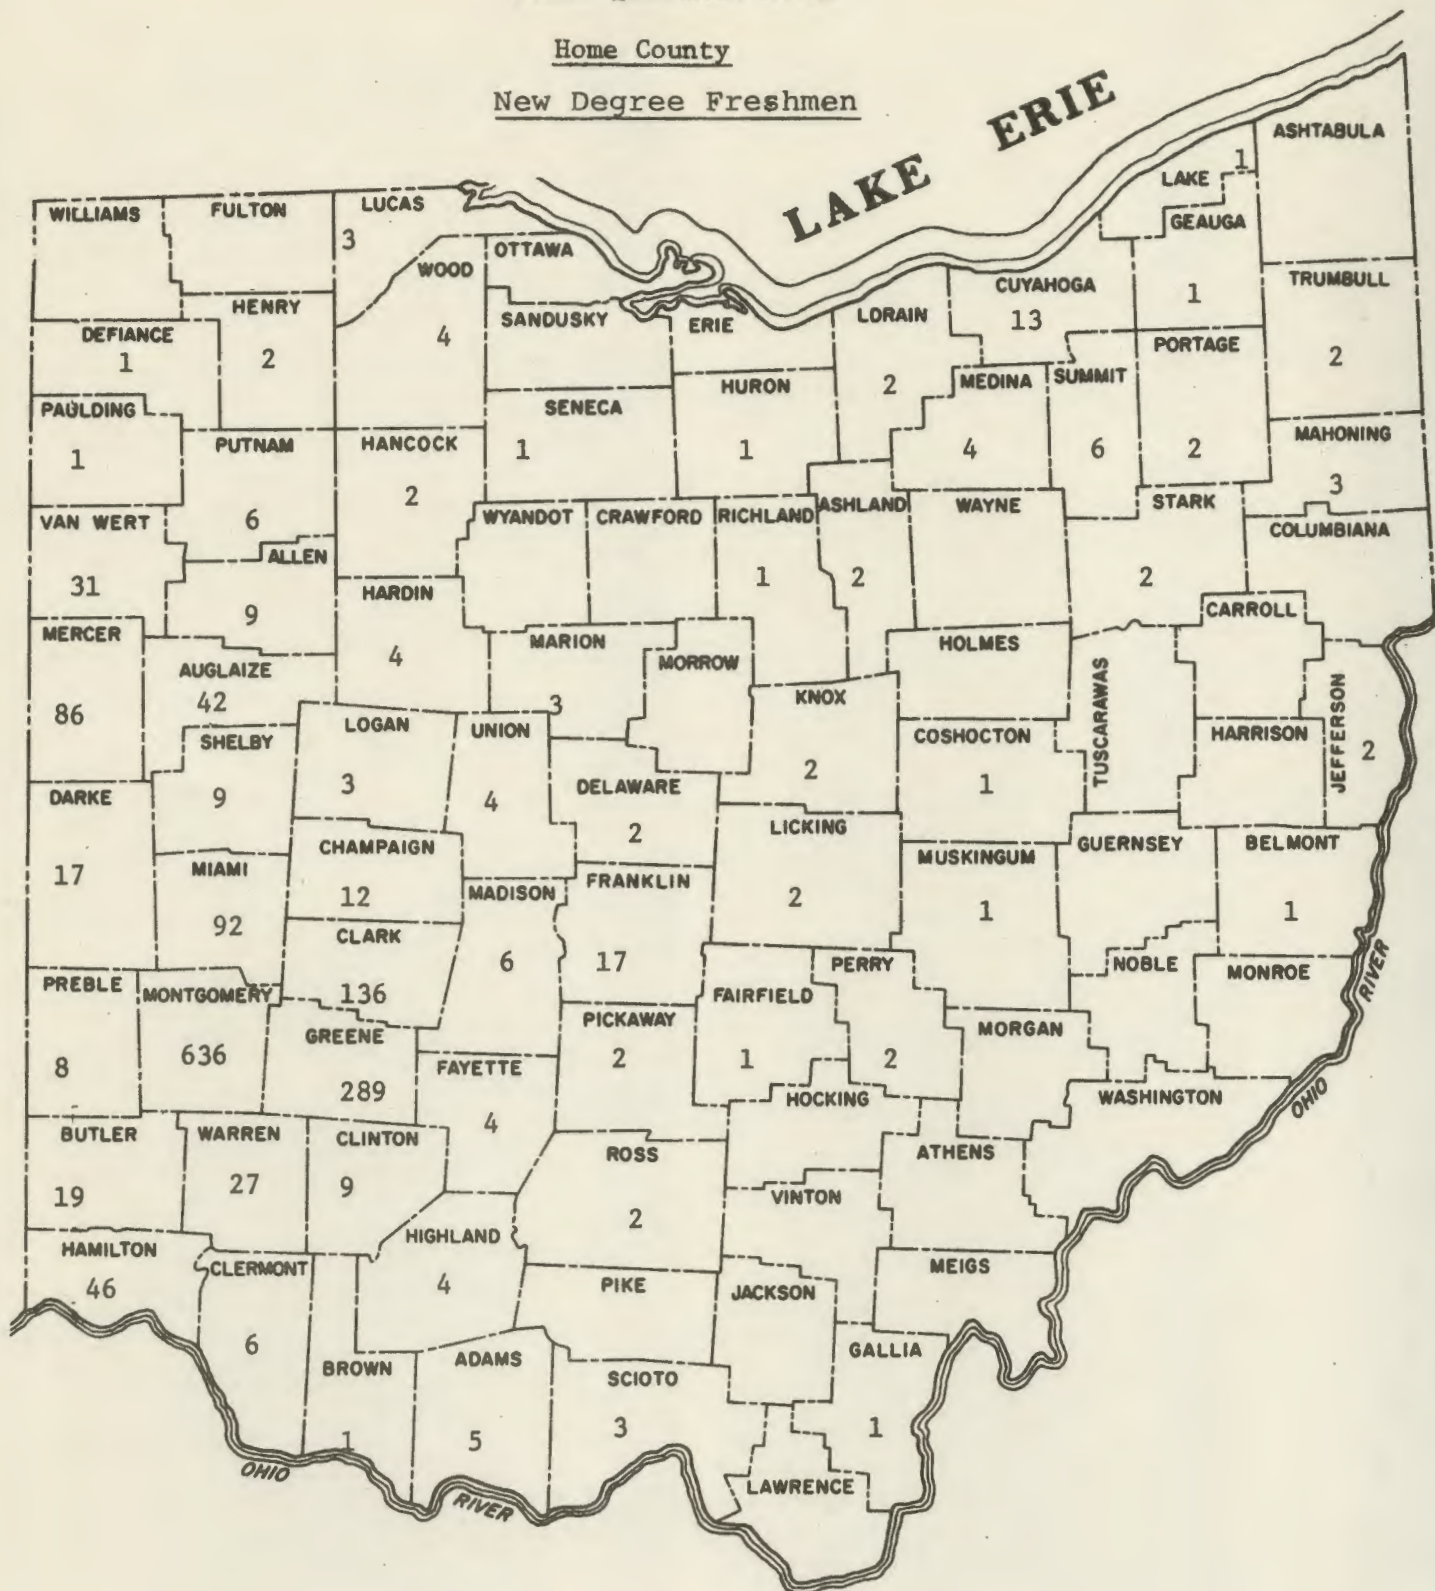 Home County
New Degree Freshmen
LAKE ERIE
ASHTABULA
1
LAKE
GEAUGA
1
WILLIAMS
FULTON
LUCAS
3
WOOD
4
OTTAWA
SANDUSKY
ERIE
LORAIN
2
CUYAHOGA
13
TRUMBULL
2
HENRY
2
DEFIANCE
1
PAULDING
1
PUTNAM
6
HANCOCK
2
SENECA
1
HURON
1
MEDINA
4
SUMMIT
6
PORTAGE
2
MAHONING
3
VAN WERT
31
ALLEN
9
WYANDOT
CRAWFORD
RICHLAND
1
ASHLAND
2
WAYNE
STARK
2
COLUMBIANA
CARROLL
HARDIN
4
MERCER
86
AUGLAIZE
42
MARION
3
MORROW
HOLMES
KNOX
2
TUSCARAWAS
JEFFERSON
2
HARRISON
COSHOCTON
1
SHELBY
9
LOGAN
3
UNION
4
DELAWARE
2
DARKE
17
LICKING
2
CHAMPAIGN
12
MIAMI
92
MUSKINGUM
1
GUERNSEY
BELMONT
1
MADISON
6
FRANKLIN
17
CLARK
136
PERRY
2
NOBLE
MONROE
PREBLE
8
MONTGOMERY
636
GREENE
289
FAIRFIELD
1
PICKAWAY
2
MORGAN
FAYETTE
4
HOCKING
WASHINGTON
BUTLER
19
WARREN
27
CLINTON
9
ROSS
2
ATHENS
VINTON
HAMILTON
46
HIGHLAND
4
CLERMONT
6
PIKE
JACKSON
MEIGS
BROWN
1
ADAMS
5
SCIOTO
3
GALLIA
1
LAWRENCE
OHIO RIVER
OHIO RIVER